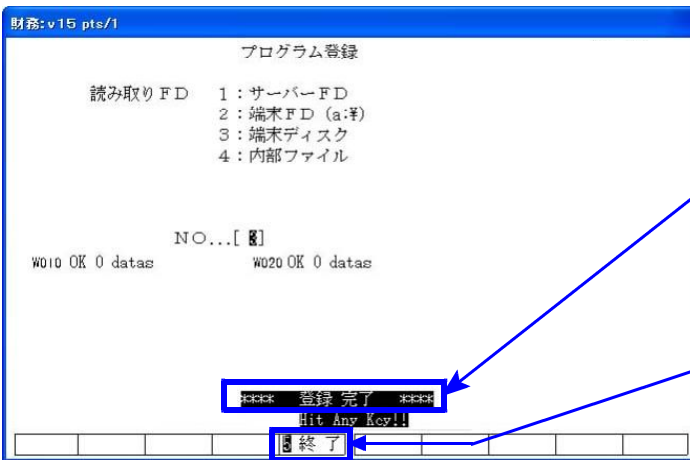 財務:v15 pts/1
プログラム登録
読み取りＦＤ　１：サーバーＦＤ
２：端末ＦＤ（a:¥）
３：端末ディスク
４：内部ファイル
ＮＯ...[ ]
W010 OK 0 datas　W020 OK 0 datas
**** 登録 完了 ****
Hit Any Key!!
5 終 了